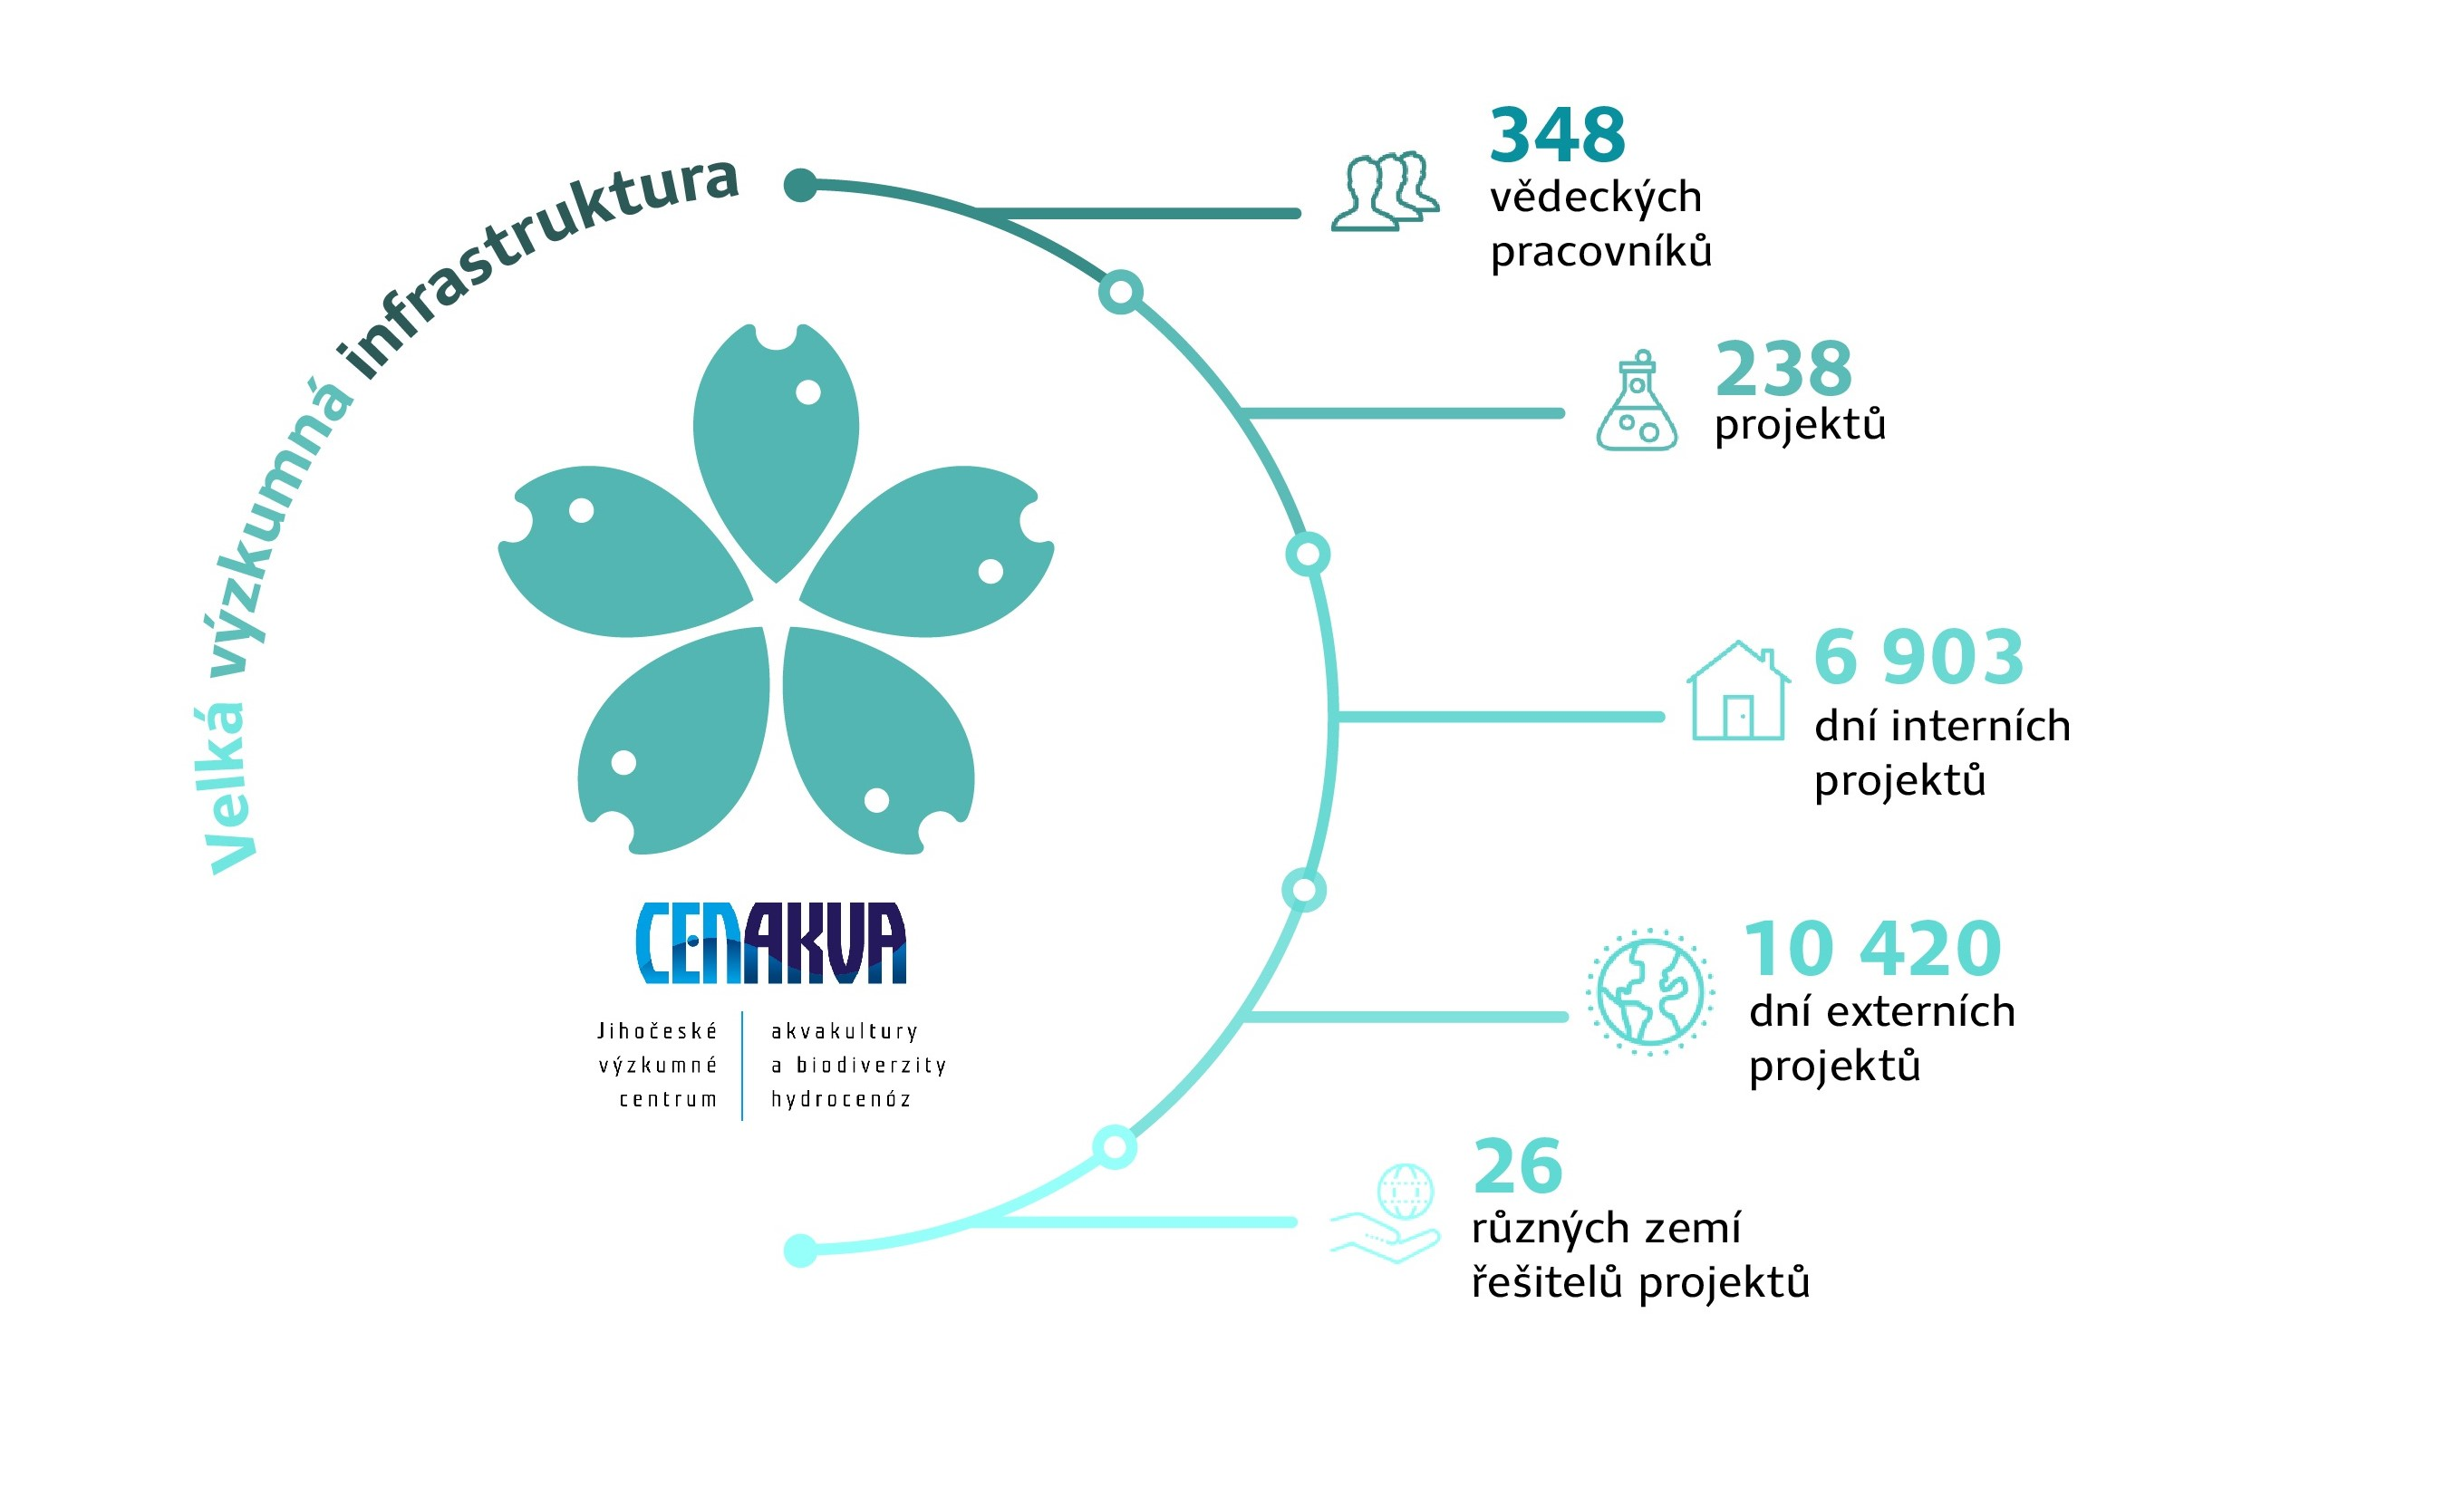 Velká výzkumná infrastruktura
348
vědeckých
pracovníků
238
projektů
6 903
dní interních
projektů
10 420
dní externích
projektů
26
různých zemí
řešitelů projektů
CENAKVA
Jihočeské
výzkumné
centrum
akvakultury
a biodiverzity
hydrocenóz